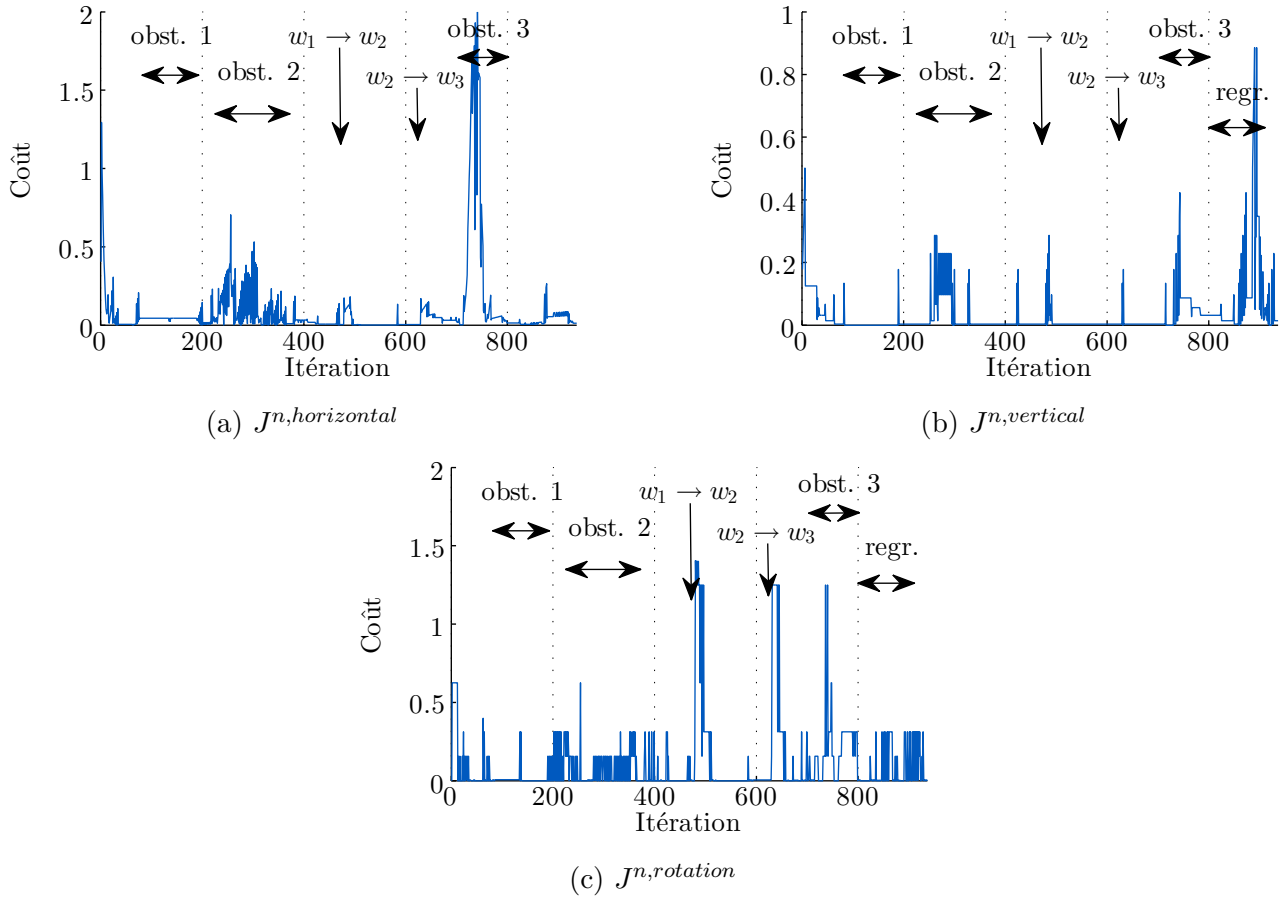 2
1.5
1
0.5
0
Coût
obst. 1
obst. 2
w₁ → w₂
w₂ → w₃
obst. 3
0 200 400 600 800
Itération
(a) J^{n,horizontal}
1
0.8
0.6
0.4
0.2
0
Coût
obst. 1
obst. 2
w₁ → w₂
w₂ → w₃
obst. 3
regr.
0 200 400 600 800
Itération
(b) J^{n,vertical}
2
1.5
1
0.5
0
Coût
obst. 1
obst. 2
w₁ → w₂
w₂ → w₃
obst. 3
regr.
0 200 400 600 800
Itération
(c) J^{n,rotation}